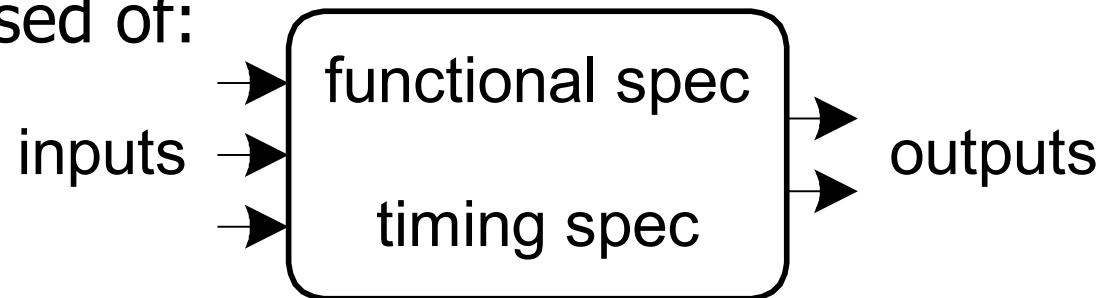 sed of:
functional spec
inputs
outputs
timing spec